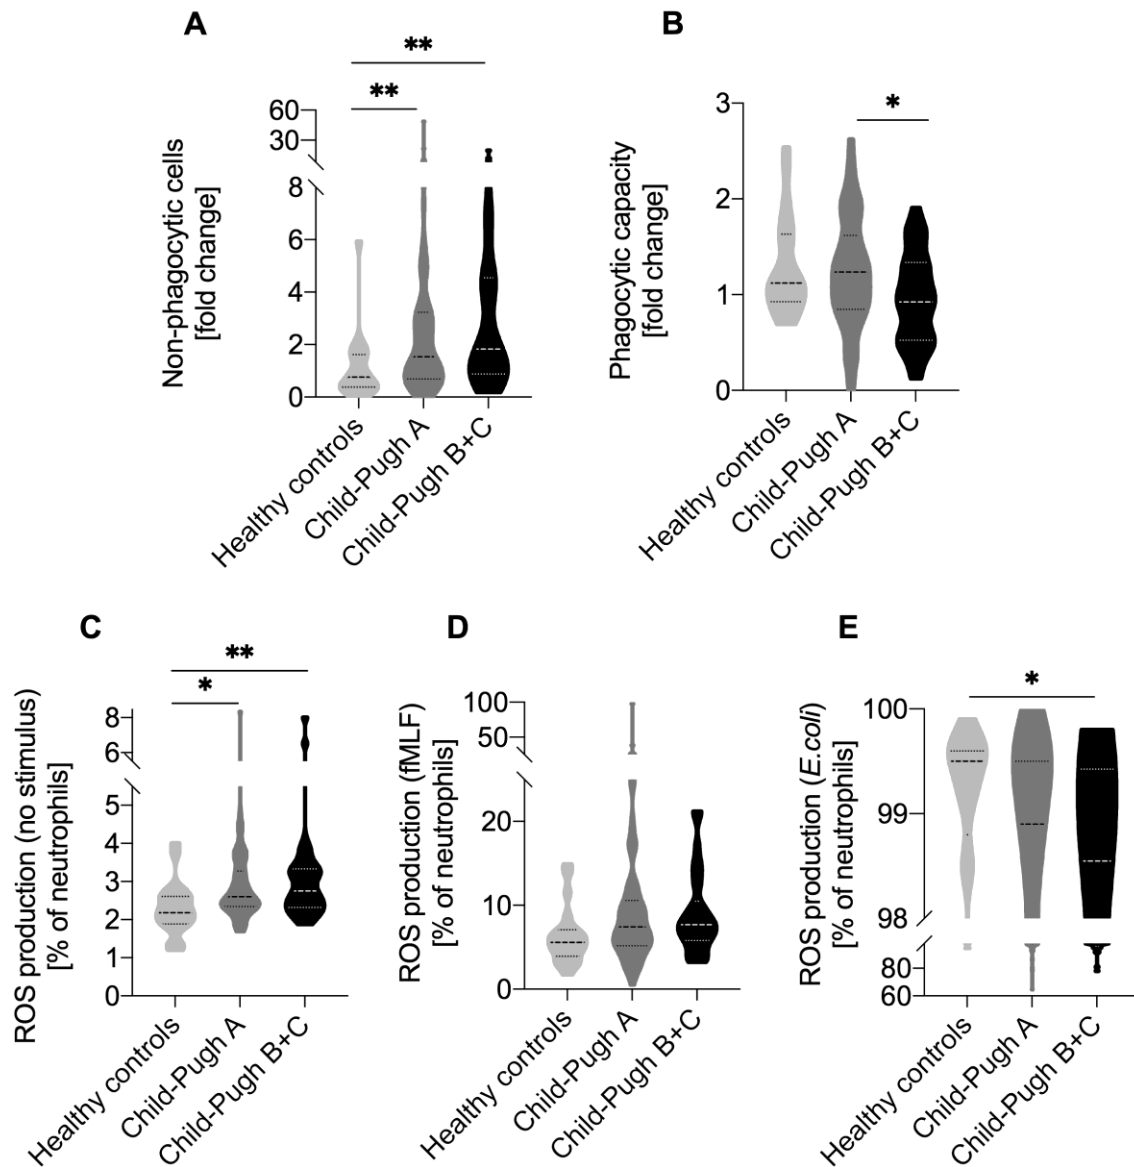 A
**
**
Non-phagocytic cells
[fold change]
60
30
8
6
4
2
0
Healthy controls
Child-Pugh A
Child-Pugh B+C
B
*
Phagocytic capacity
[fold change]
3
2
1
0
Healthy controls
Child-Pugh A
Child-Pugh B+C
C
**
*
ROS production (no stimulus)
[% of neutrophils]
8
6
5
4
3
2
1
0
Healthy controls
Child-Pugh A
Child-Pugh B+C
D
ROS production (fMLF)
[% of neutrophils]
100
50
20
10
0
Healthy controls
Child-Pugh A
Child-Pugh B+C
E
*
ROS production (E.coli)
[% of neutrophils]
100
99
98
80
60
Healthy controls
Child-Pugh A
Child-Pugh B+C